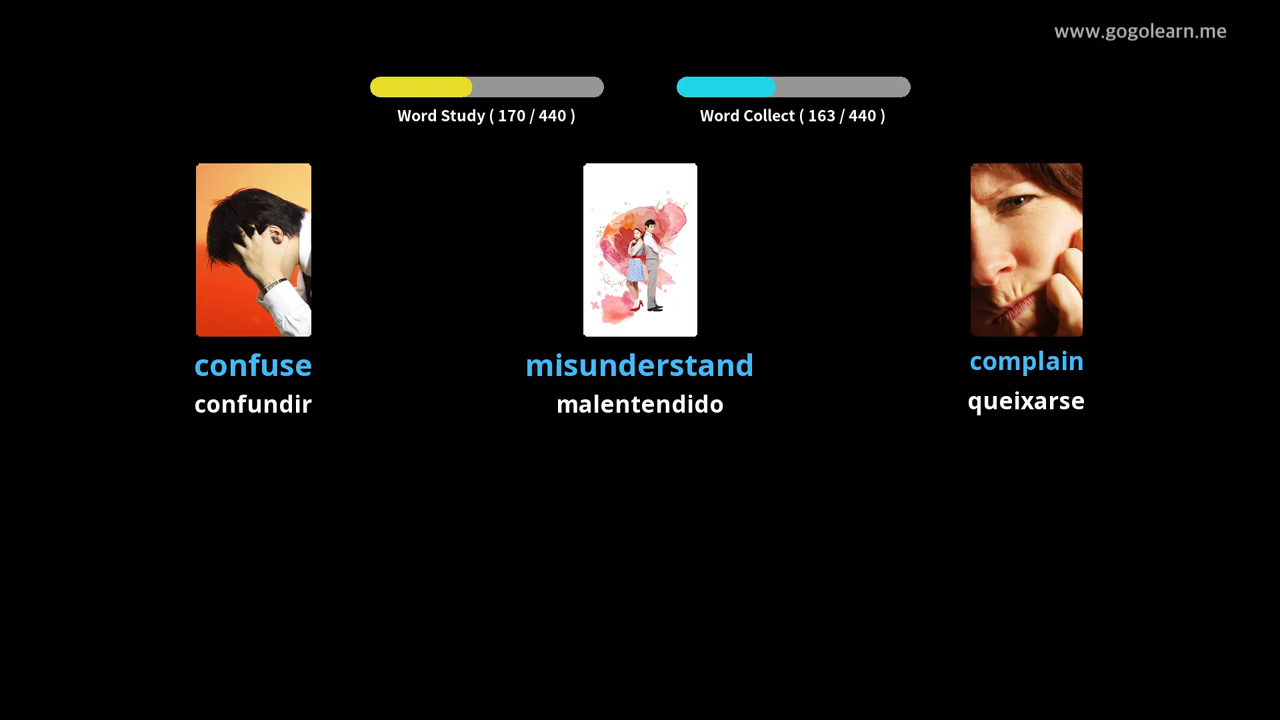 www.gogolearn.me
Word Study ( 170 / 440 )
Word Collect ( 163 / 440 )
confuse
confundir
misunderstand
malentendido
complain
queixarse